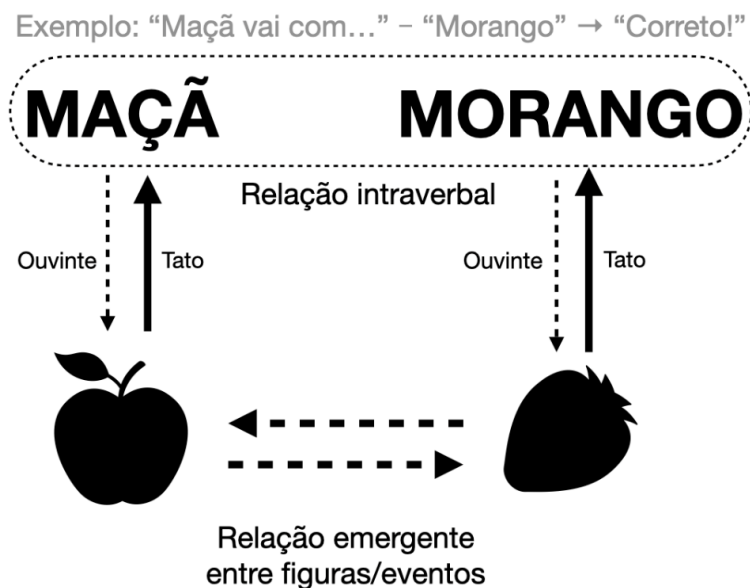 Exemplo: “Maçã vai com…” – “Morango” → “Correto!”
MAÇÃ MORANGO
Relação intraverbal
Ouvinte Tato Ouvinte Tato
Relação emergente
entre figuras/eventos